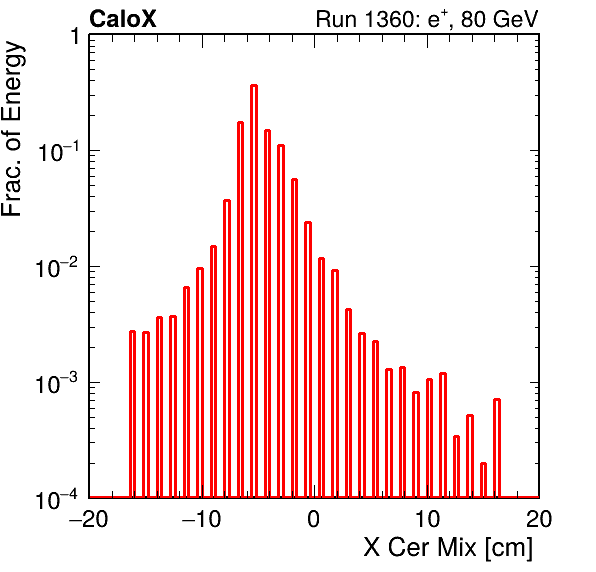 CaloX Run 1360: e⁺, 80 GeV
Frac. of Energy
1
10⁻¹
10⁻²
10⁻³
10⁻⁴
−20 −10 0 10 20
X Cer Mix [cm]